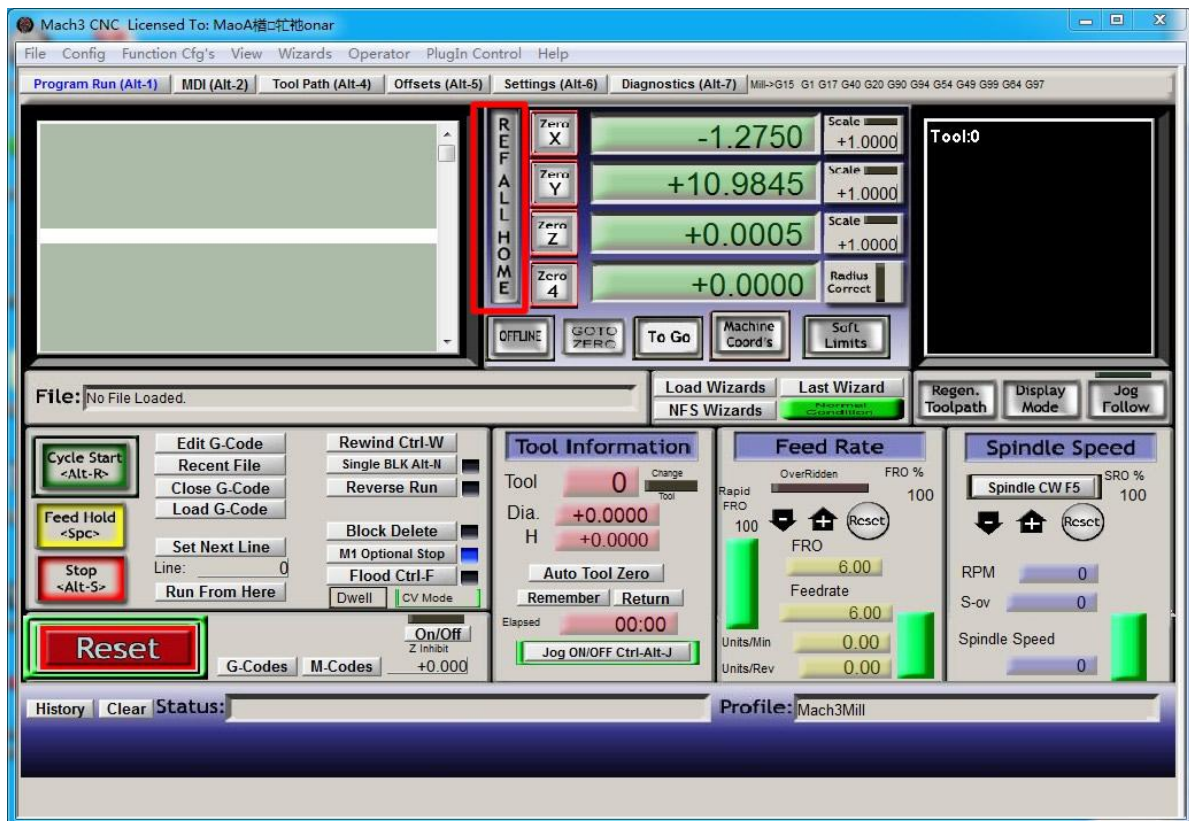 Mach3 CNC Licensed To: MaoA楢□牤祂onar
File Config Function Cfg's View Wizards Operator PlugIn Control Help
Program Run (Alt-1) MDI (Alt-2) Tool Path (Alt-4) Offsets (Alt-5) Settings (Alt-6) Diagnostics (Alt-7) Mill->G15 G1 G17 G40 G20 G90 G94 G54 G49 G99 G64 G97
REF ALL HOME
Zero X -1.2750 Scale +1.0000
Zero Y +10.9845 Scale +1.0000
Zero Z +0.0005 Scale +1.0000
Zero 4 +0.0000 Radius Correct
Tool:0
OFFLINE GOTO ZERO To Go Machine Coord's Soft Limits
File: No File Loaded.
Load Wizards Last Wizard
NFS Wizards Normal Condition
Regen. Toolpath Display Mode Jog Follow
Cycle Start <Alt-R>
Feed Hold <Spc>
Stop <Alt-S>
Edit G-Code
Recent File
Close G-Code
Load G-Code
Set Next Line
Line: 0
Run From Here
Rewind Ctrl-W
Single BLK Alt-N
Reverse Run
Block Delete
M1 Optional Stop
Flood Ctrl-F
Dwell CV Mode
Reset
G-Codes M-Codes
On/Off
Z Inhibit
+0.000
Tool Information
Tool 0 Change Tool
Dia. +0.0000
H +0.0000
Auto Tool Zero
Remember Return
Elapsed 00:00
Jog ON/OFF Ctrl-Alt-J
Feed Rate
OverRidden FRO %
100
Rapid FRO
100
Reset
FRO
6.00
Feedrate
6.00
Units/Min 0.00
Units/Rev 0.00
Spindle Speed
Spindle CW F5 SRO %
100
Reset
RPM 0
S-ov 0
Spindle Speed
0
History Clear Status: Profile: Mach3Mill